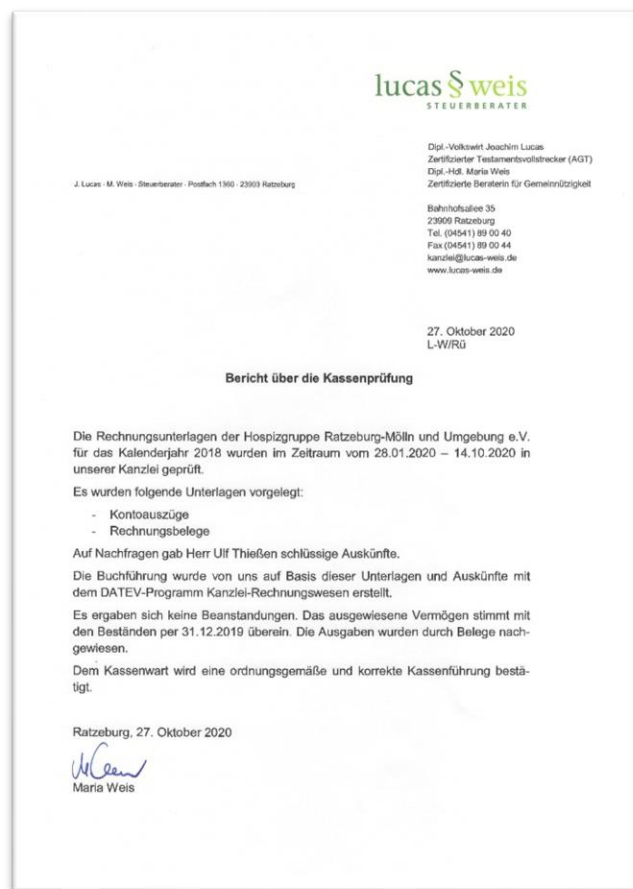 lucas § weis
STEUERBERATER
Dipl.-Volkswirt Joachim Lucas
Zertifizierter Testamentsvollstrecker (AGT)
Dipl.-Hdl. Maria Weis
Zertifizierte Beraterin für Gemeinnützigkeit
J. Lucas - M. Weis - Steuerberater - Postfach 1360 - 23903 Ratzeburg
Bahnhofsallee 35
23909 Ratzeburg
Tel. (04541) 89 00 40
Fax (04541) 89 00 44
kanzlei@lucas-weis.de
www.lucas-weis.de
27. Oktober 2020
L-W/Rü
Bericht über die Kassenprüfung
Die Rechnungsunterlagen der Hospizgruppe Ratzeburg-Mölln und Umgebung e.V.
für das Kalenderjahr 2018 wurden im Zeitraum vom 28.01.2020 – 14.10.2020 in
unserer Kanzlei geprüft.
Es wurden folgende Unterlagen vorgelegt:
- Kontoauszüge
- Rechnungsbelege
Auf Nachfragen gab Herr Ulf Thießen schlüssige Auskünfte.
Die Buchführung wurde von uns auf Basis dieser Unterlagen und Auskünfte mit
dem DATEV-Programm Kanzlei-Rechnungswesen erstellt.
Es ergaben sich keine Beanstandungen. Das ausgewiesene Vermögen stimmt mit
den Beständen per 31.12.2019 überein. Die Ausgaben wurden durch Belege nach-
gewiesen.
Dem Kassenwart wird eine ordnungsgemäße und korrekte Kassenführung bestä-
tigt.
Ratzeburg, 27. Oktober 2020
Maria Weis